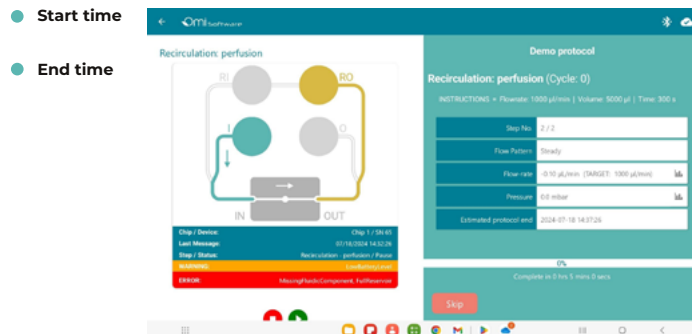 Start time
End time
Omi Software
Recirculation: perfusion
RI
RO
I
O
IN
OUT
Chip / Device: Chip 1 / SN 65
Last Message: 07/18/2024 14:32:26
Step / Status: Recirculation - perfusion / Pause
WARNING: LowBatteryLevel
ERROR: MissingFluidicComponent, FullReservoir
Demo protocol
Recirculation: perfusion (Cycle: 0)
INSTRUCTIONS • Flowrate: 1000 µl/min | Volume: 5000 µl | Time: 300 s
Step No. 2 / 2
Flow Pattern Steady
Flow-rate -0.10 µL/min (TARGET: 1000 µl/min)
Pressure 0.0 mbar
Estimated protocol end 2024-07-18 14:37:26
0%
Complete in 0 hrs 5 mins 0 secs
Skip